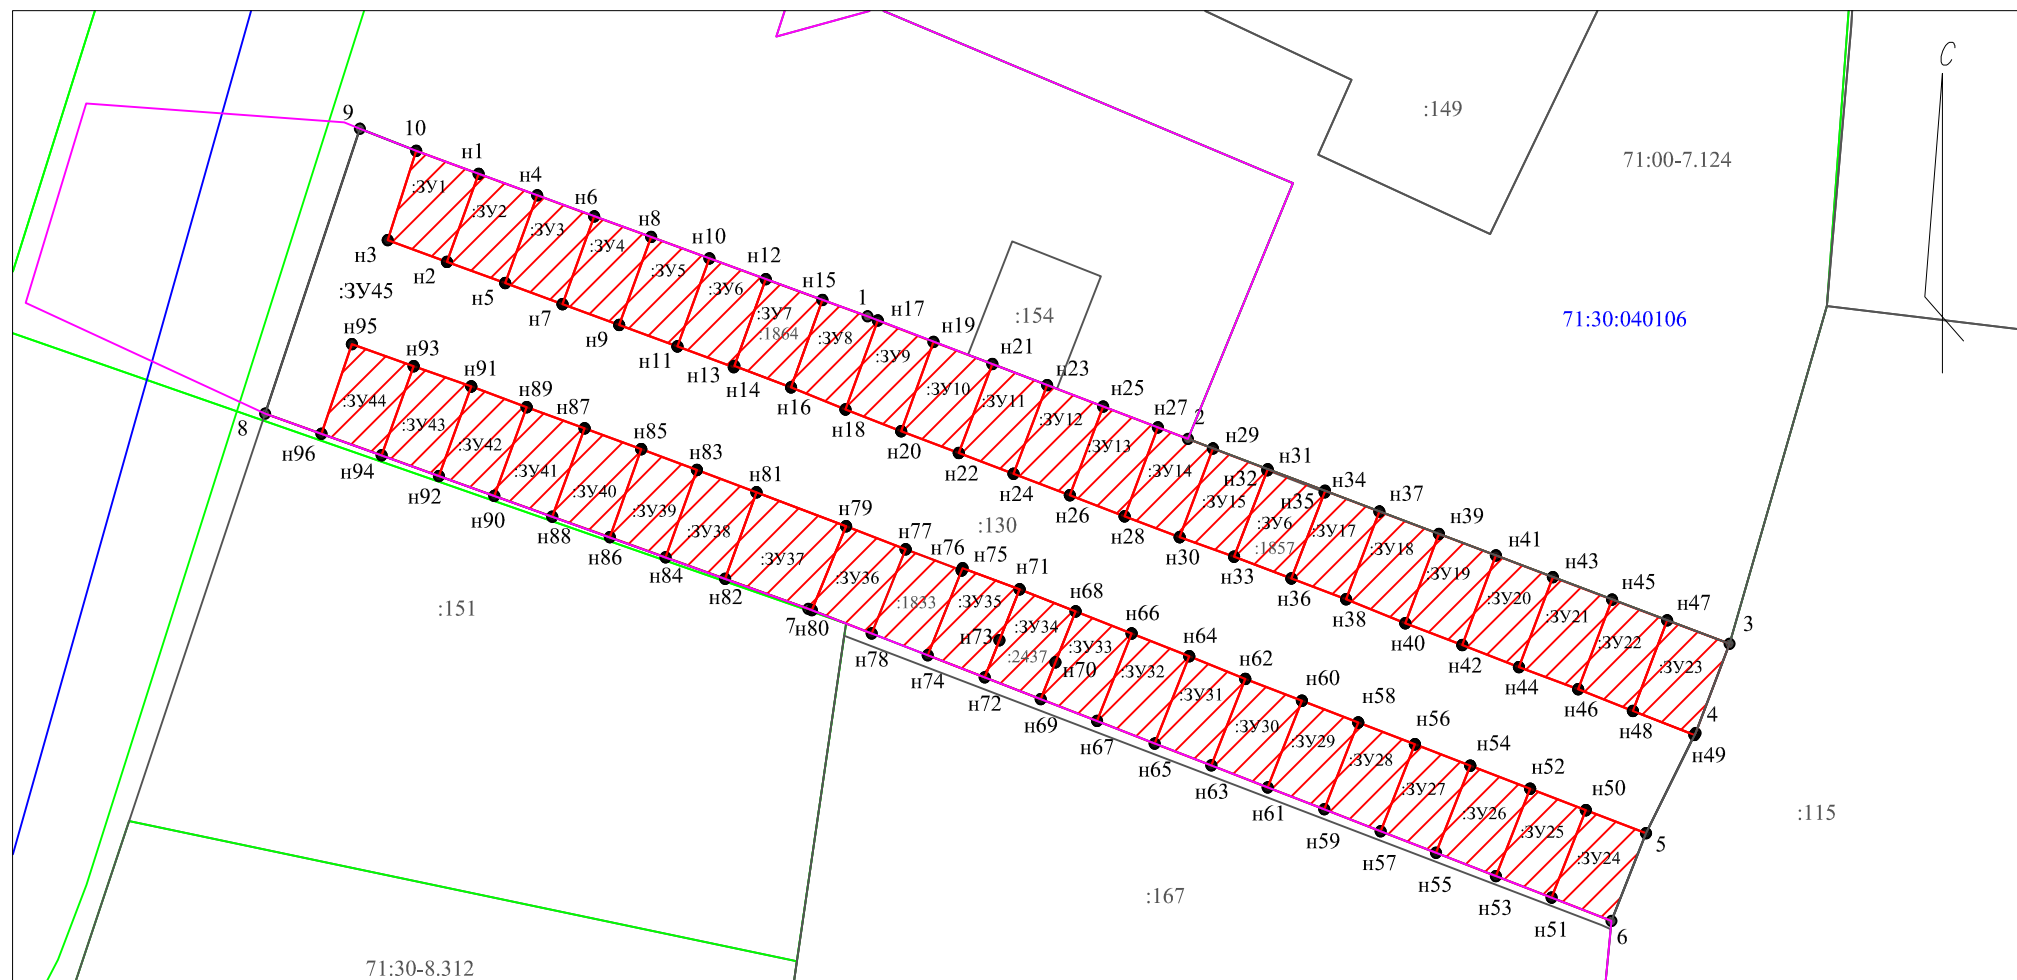 С
:149
71:00-7.124
71:30:040106
:154
9
10
н1
н4
н6
н8
н10
н12
н15
1
н17
н19
н21
н23
н25
н27
2
н29
н31
н34
н37
н39
н41
н43
н45
н47
3
:ЗУ1
:ЗУ2
:ЗУ3
:ЗУ4
:ЗУ5
:ЗУ6
:ЗУ7
:1864
:ЗУ8
:ЗУ9
:ЗУ10
:ЗУ11
:ЗУ12
:ЗУ13
:ЗУ14
:ЗУ15
:ЗУ6
:1857
:ЗУ17
:ЗУ18
:ЗУ19
:ЗУ20
:ЗУ21
:ЗУ22
:ЗУ23
н3
н2
н5
н7
н9
н11
н13
н14
н16
н18
н20
н22
н24
н26
н28
н30
н32
н33
н35
н36
н38
н40
н42
н44
н46
н48
4
н49
:ЗУ45
:130
н95
н93
н91
н89
н87
н85
н83
н81
н79
н77
н76
н75
н71
н68
н66
н64
н62
н60
н58
н56
н54
н52
н50
5
:ЗУ44
:ЗУ43
:ЗУ42
:ЗУ41
:ЗУ40
:ЗУ39
:ЗУ38
:ЗУ37
:ЗУ36
:1833
:ЗУ35
н73
:ЗУ34
:2437
н70
:ЗУ33
:ЗУ32
:ЗУ31
:ЗУ30
:ЗУ29
:ЗУ28
:ЗУ27
:ЗУ26
:ЗУ25
:ЗУ24
8
н96
н94
н92
н90
н88
н86
н84
н82
7
н80
н78
н74
н72
н69
н67
н65
н63
н61
н59
н57
н55
н53
н51
6
:151
:115
:167
71:30-8.312